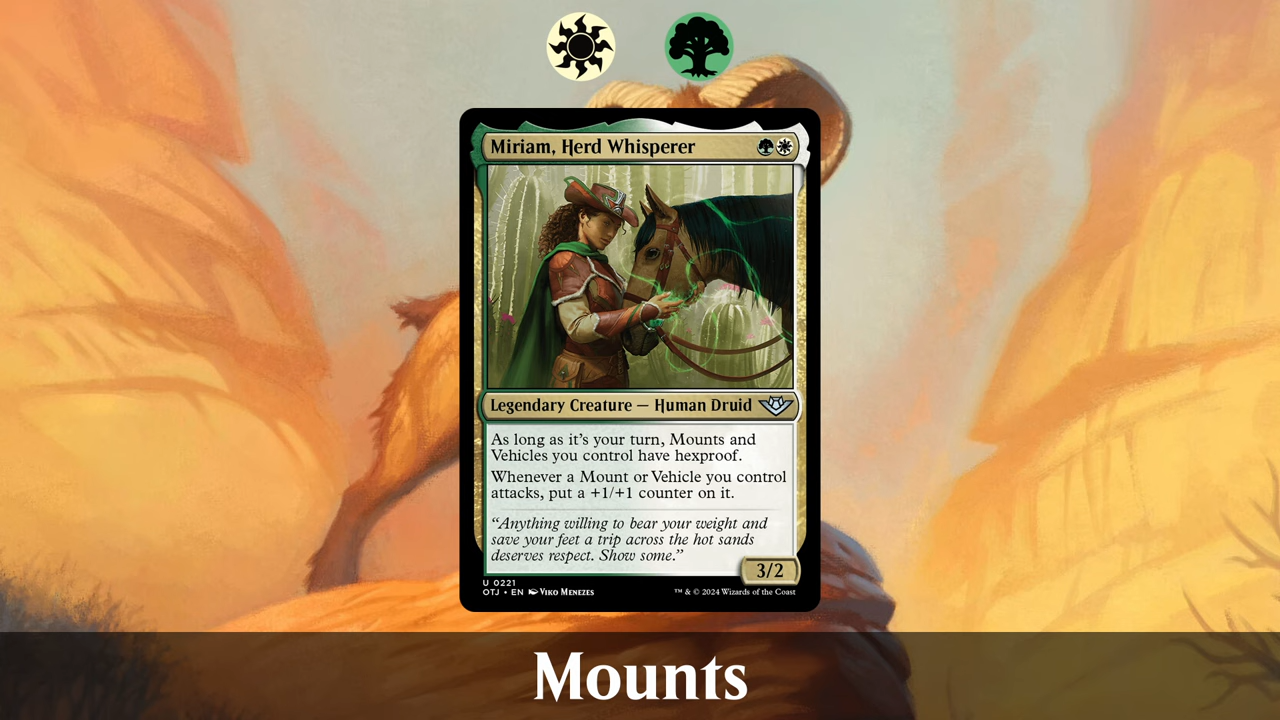 Miriam, Herd Whisperer
Legendary Creature — Human Druid
As long as it’s your turn, Mounts and
Vehicles you control have hexproof.
Whenever a Mount or Vehicle you control
attacks, put a +1/+1 counter on it.
“Anything willing to bear your weight and
save your feet a trip across the hot sands
deserves respect. Show some.”
3/2
U 0221
OTJ • EN Viko Menezes
™ & © 2024 Wizards of the Coast
Mounts